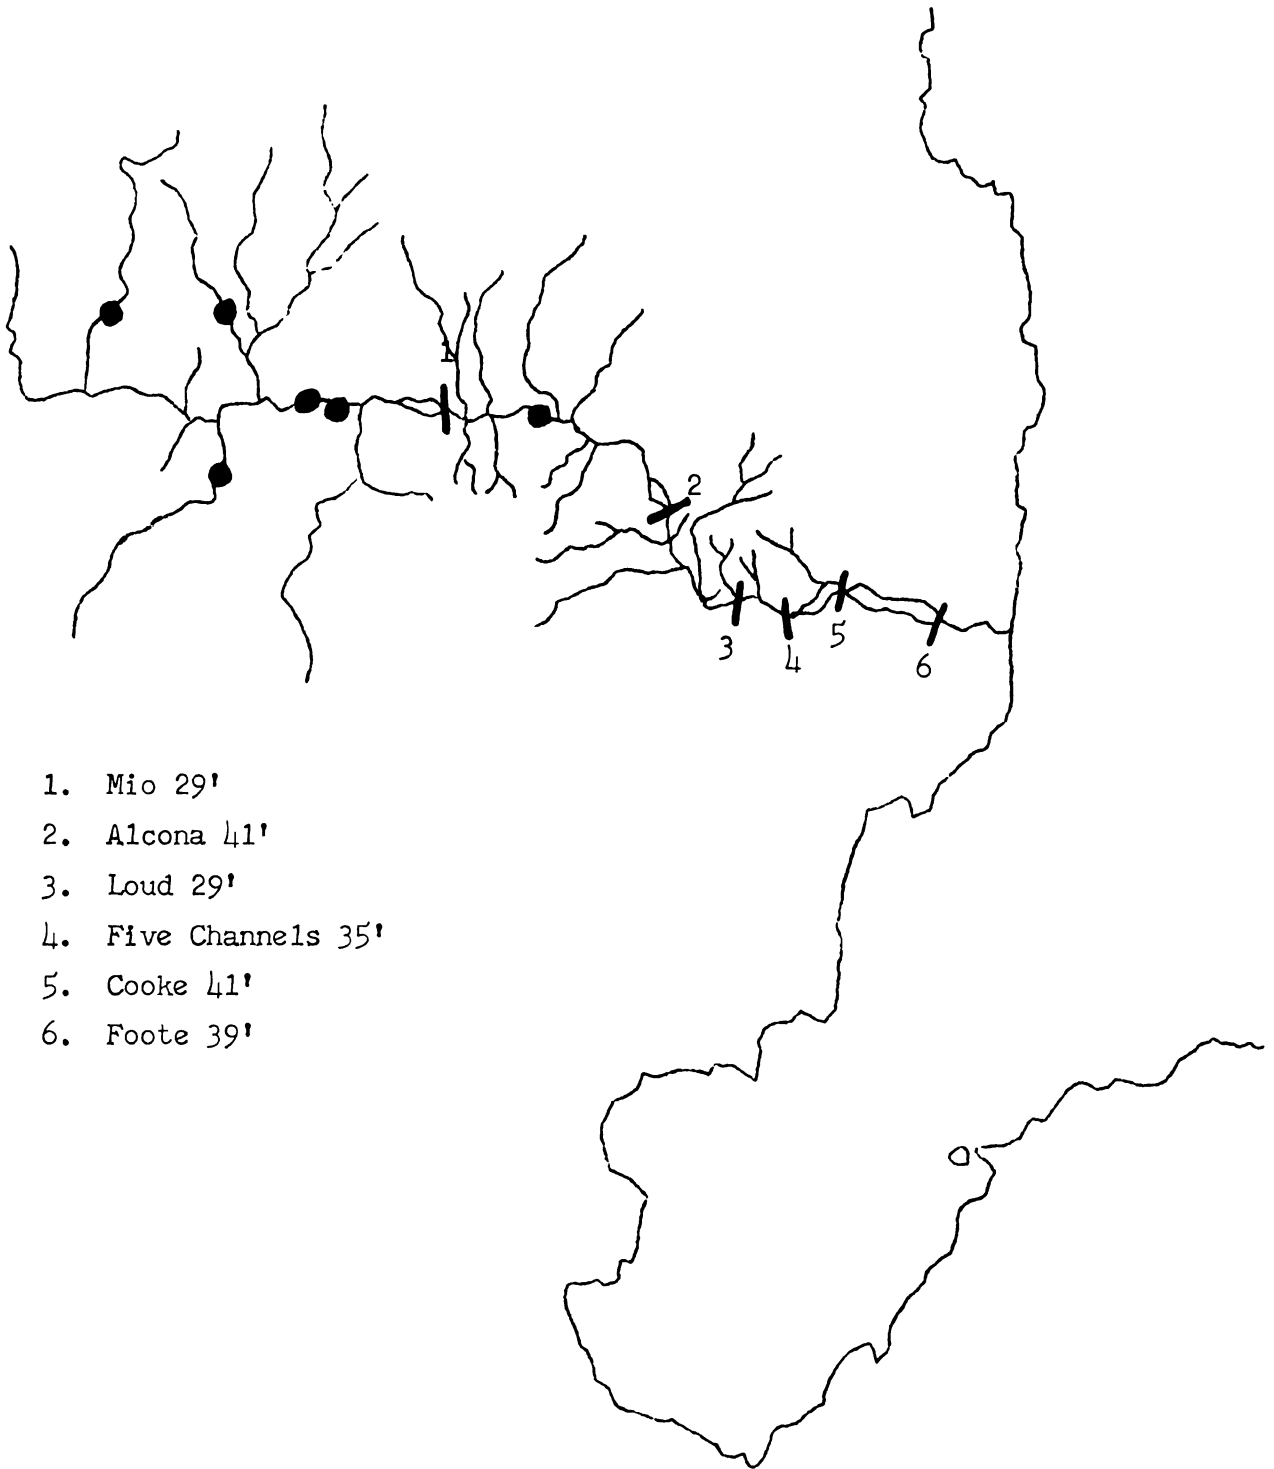 1
2
3
4
5
6
1. Mio 29'
2. Alcona 41'
3. Loud 29'
4. Five Channels 35'
5. Cooke 41'
6. Foote 39'